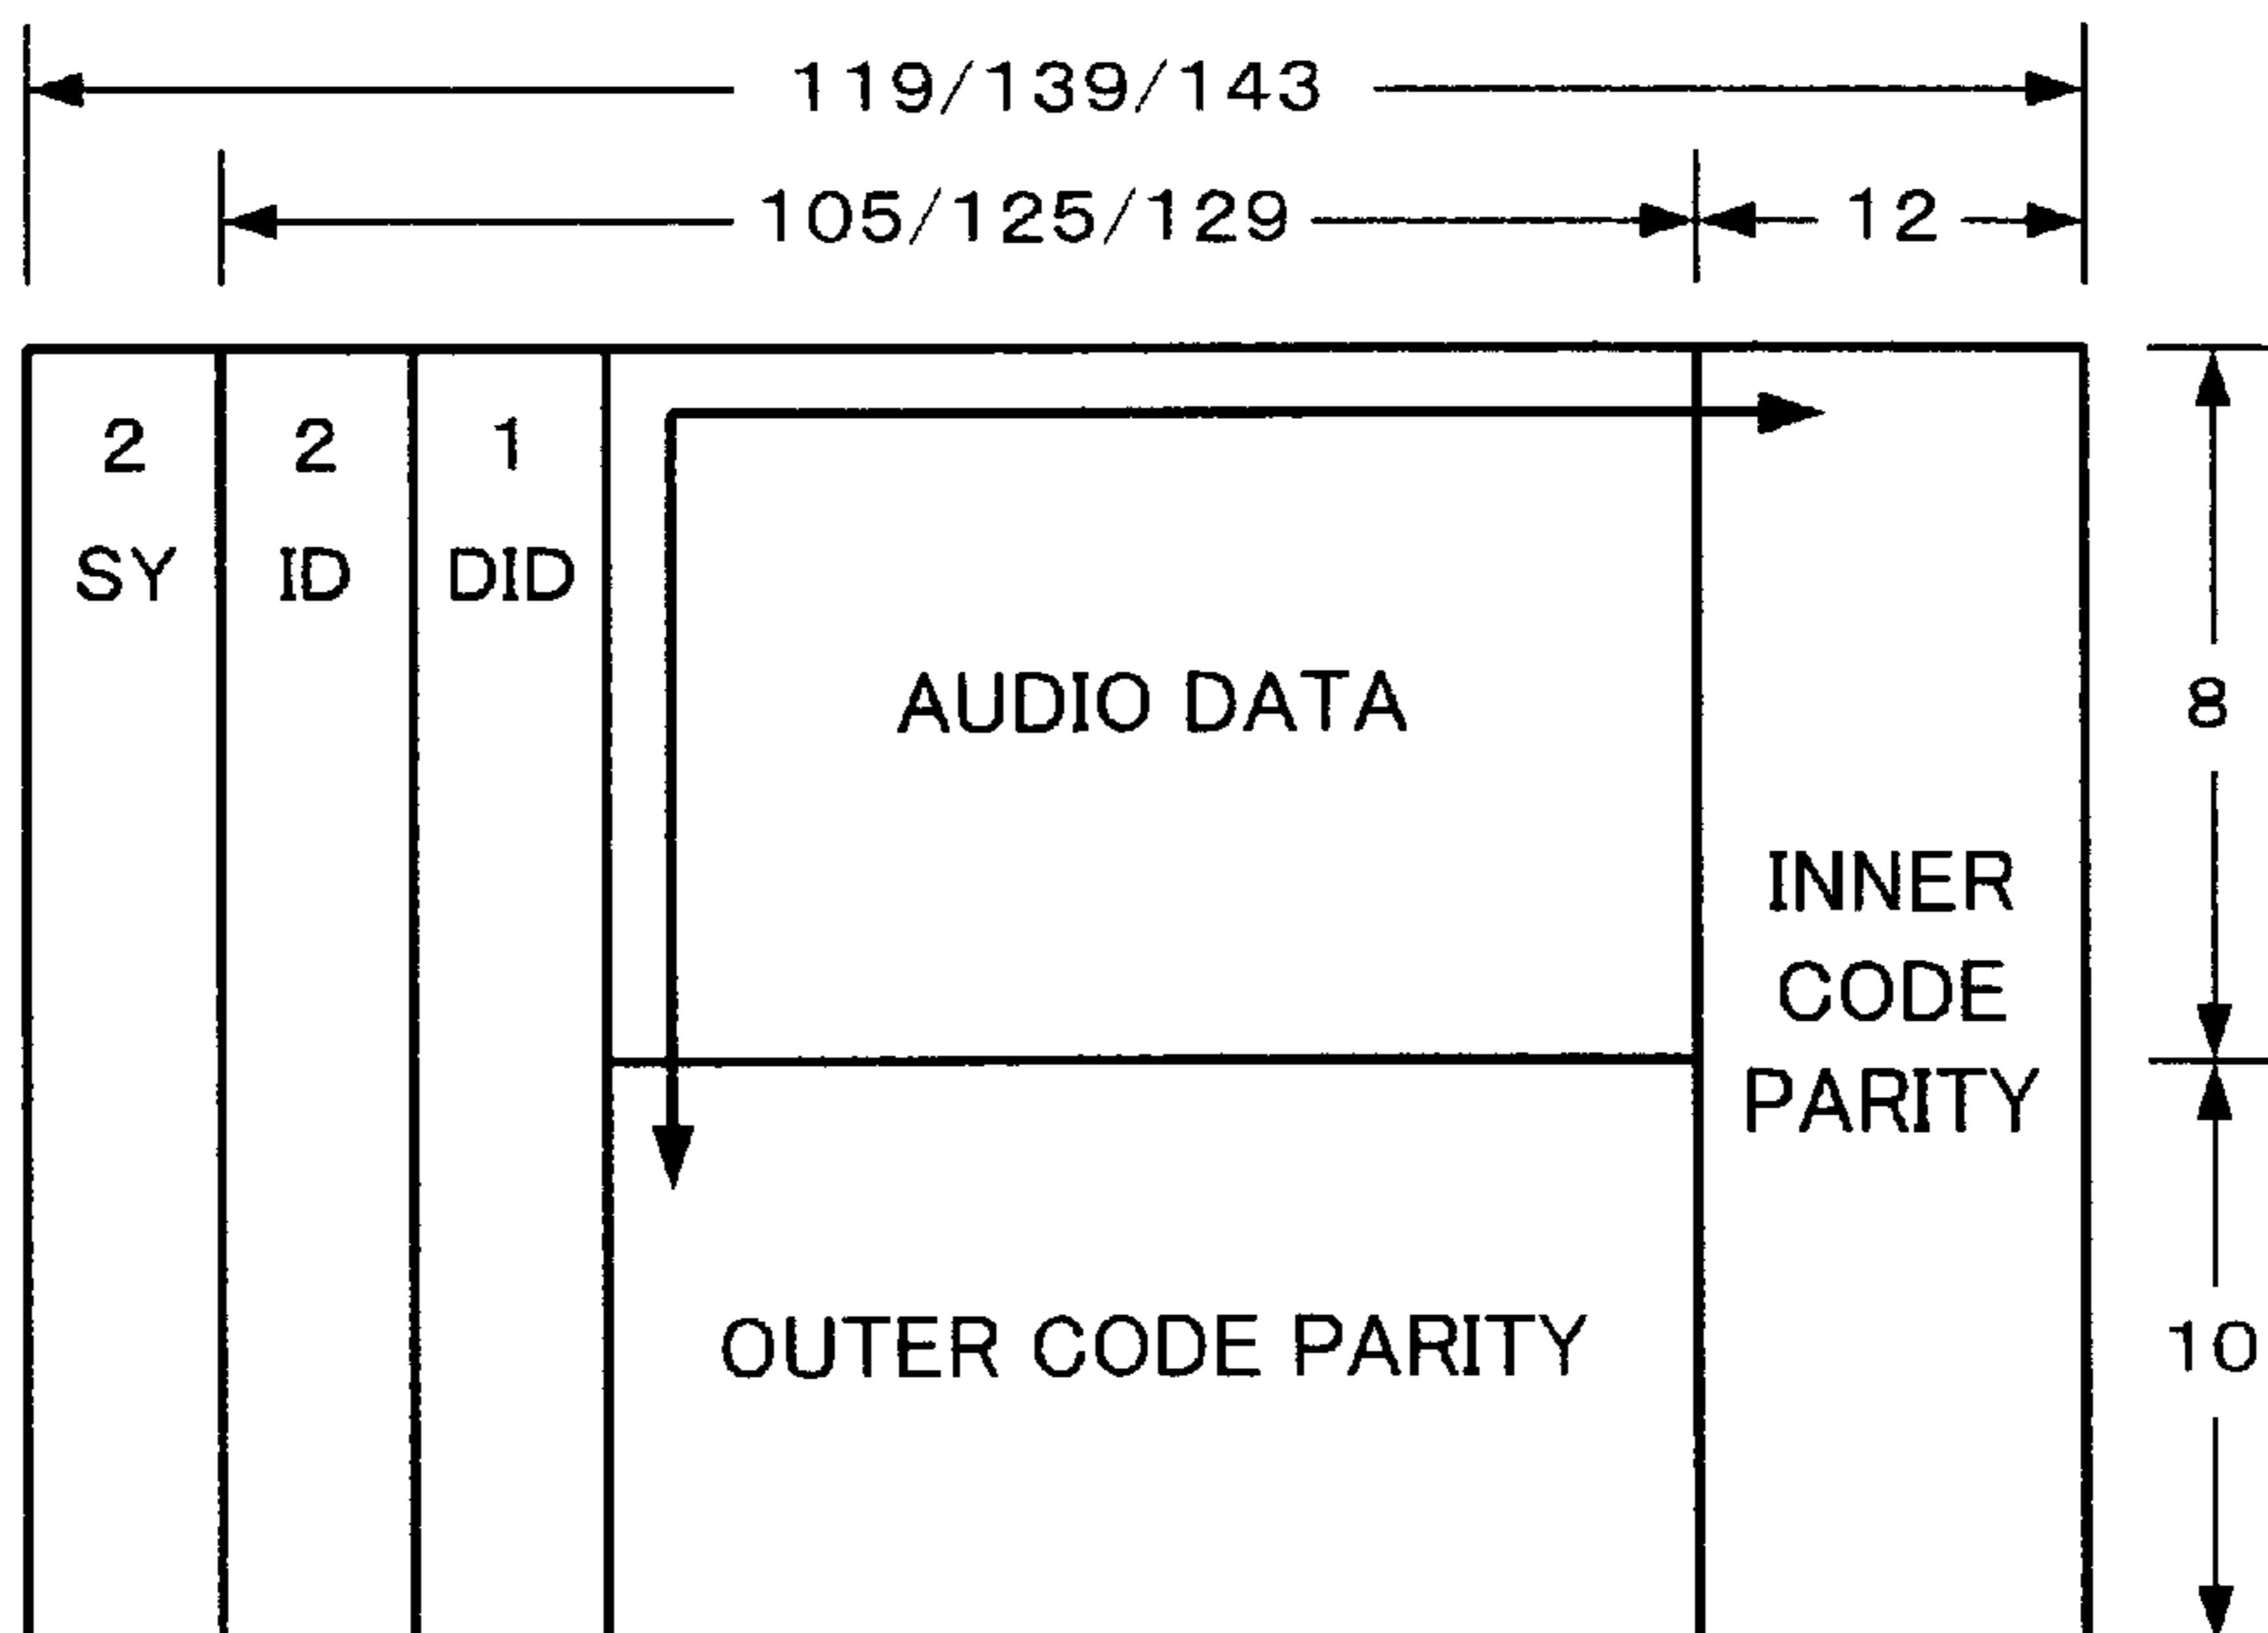 119/139/143
105/125/129
12
2
2
1
SY
ID
DID
AUDIO DATA
8
INNER
CODE
PARITY
OUTER CODE PARITY
10